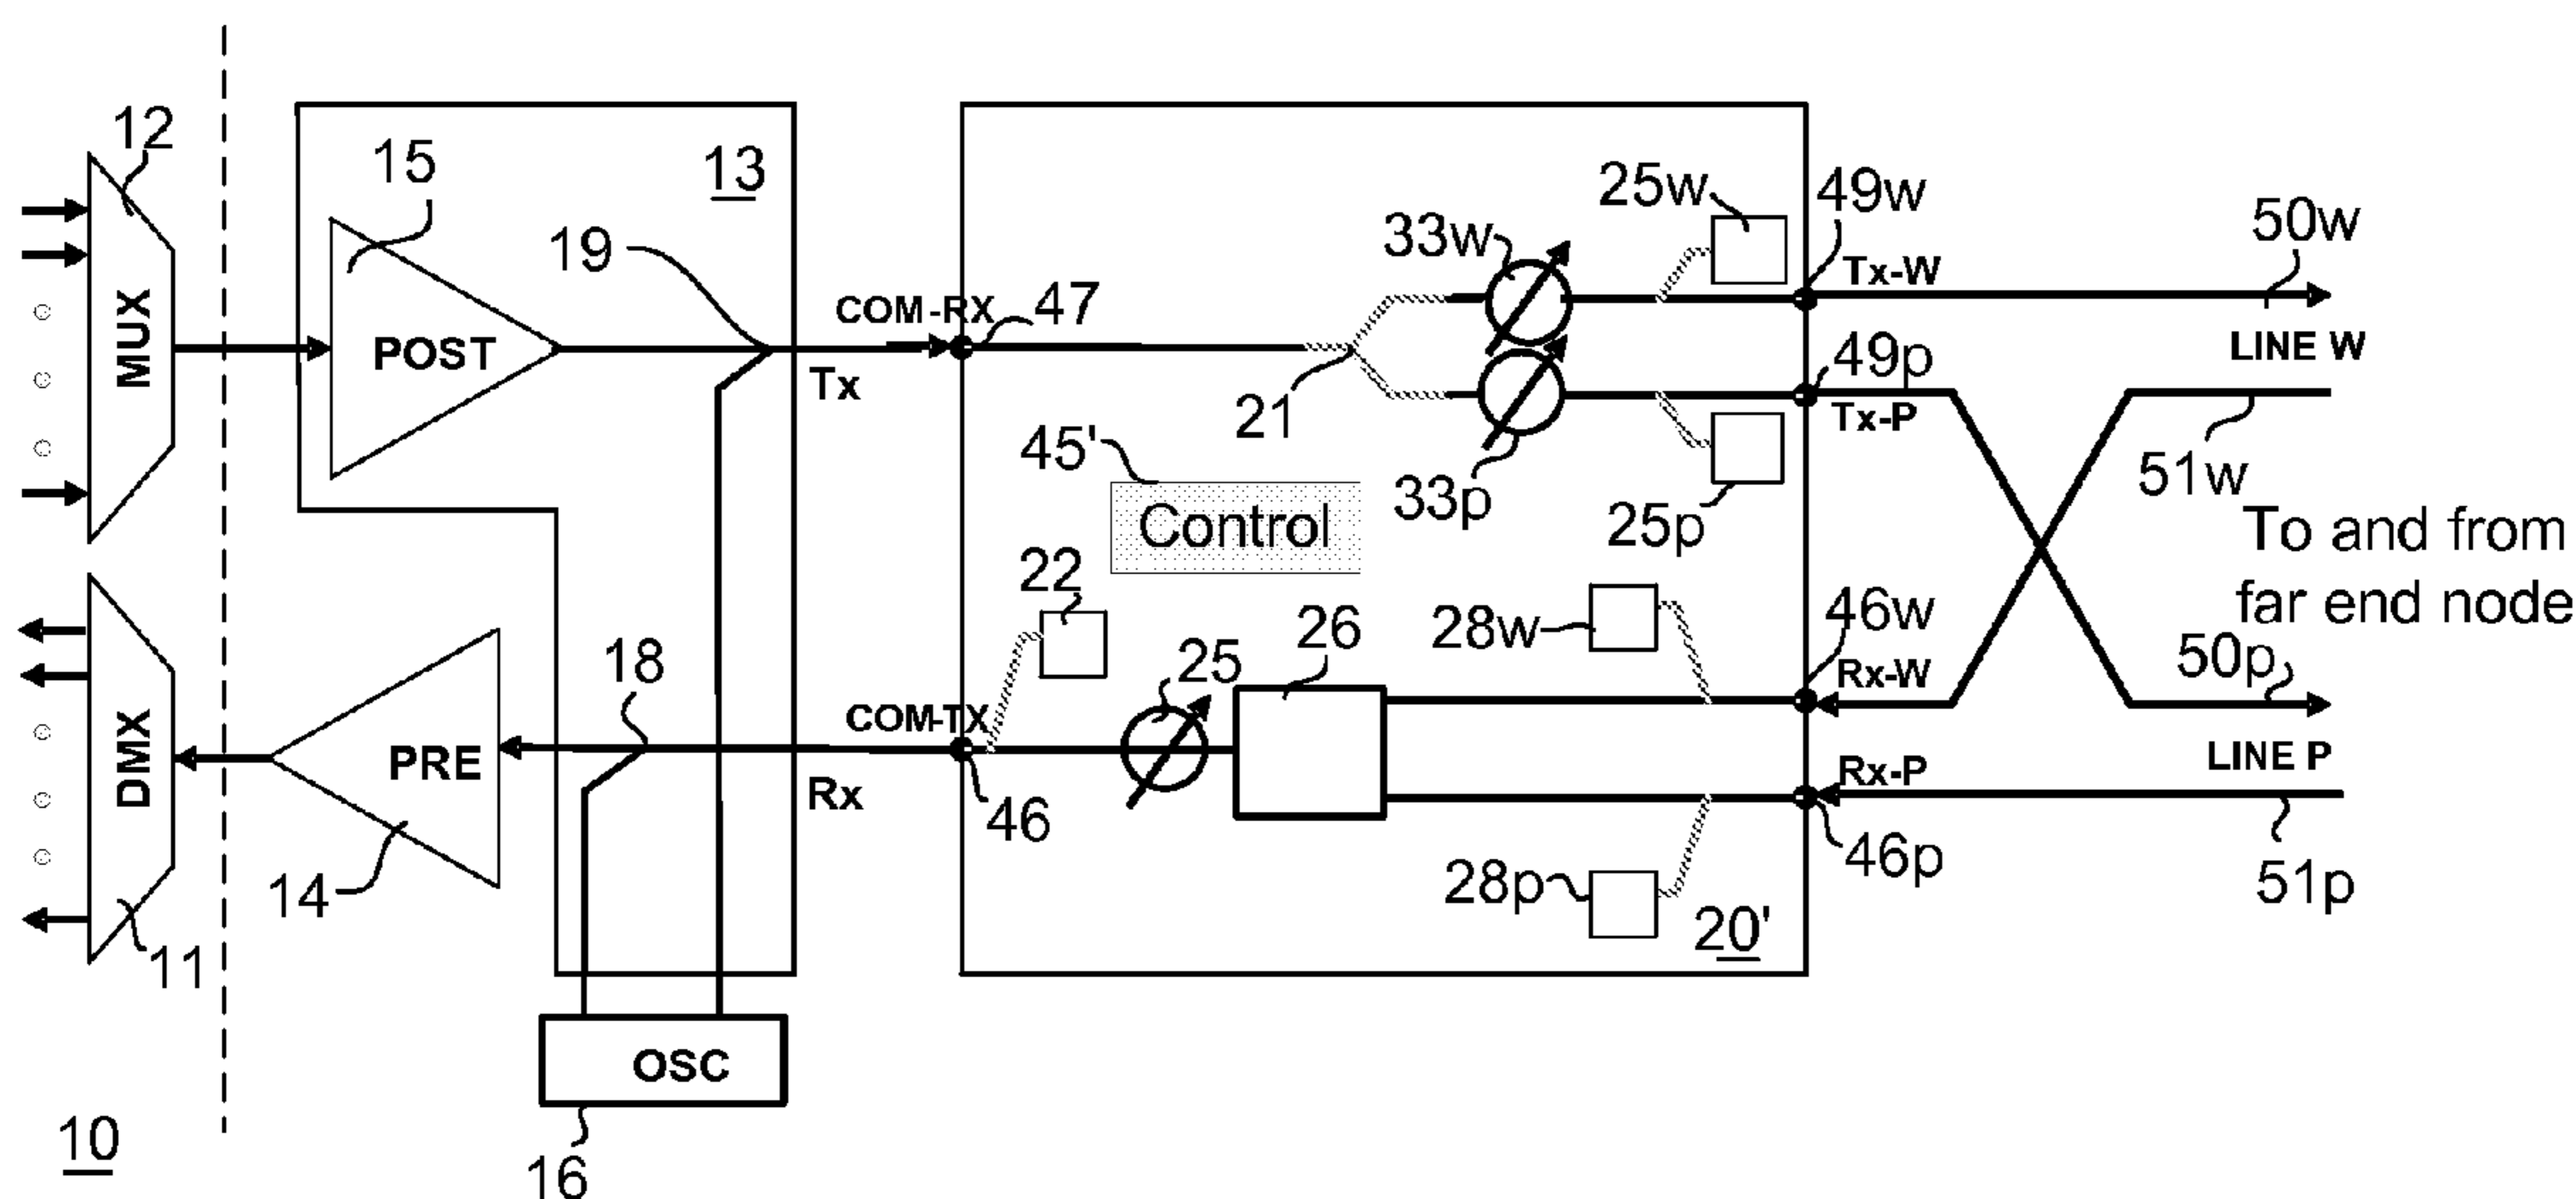 12
MUX
15
POST
13
19
COM-RX
Tx
47
21
45'
Control
33w
33p
25w
25p
49w
Tx-W
49p
Tx-P
50w
LINE W
51w
To and from
far end node
50p
LINE P
51p
46w
Rx-W
Rx-P
46p
28w
28p
20'
26
25
22
COM-TX
46
Rx
18
PRE
14
DMX
11
OSC
16
10